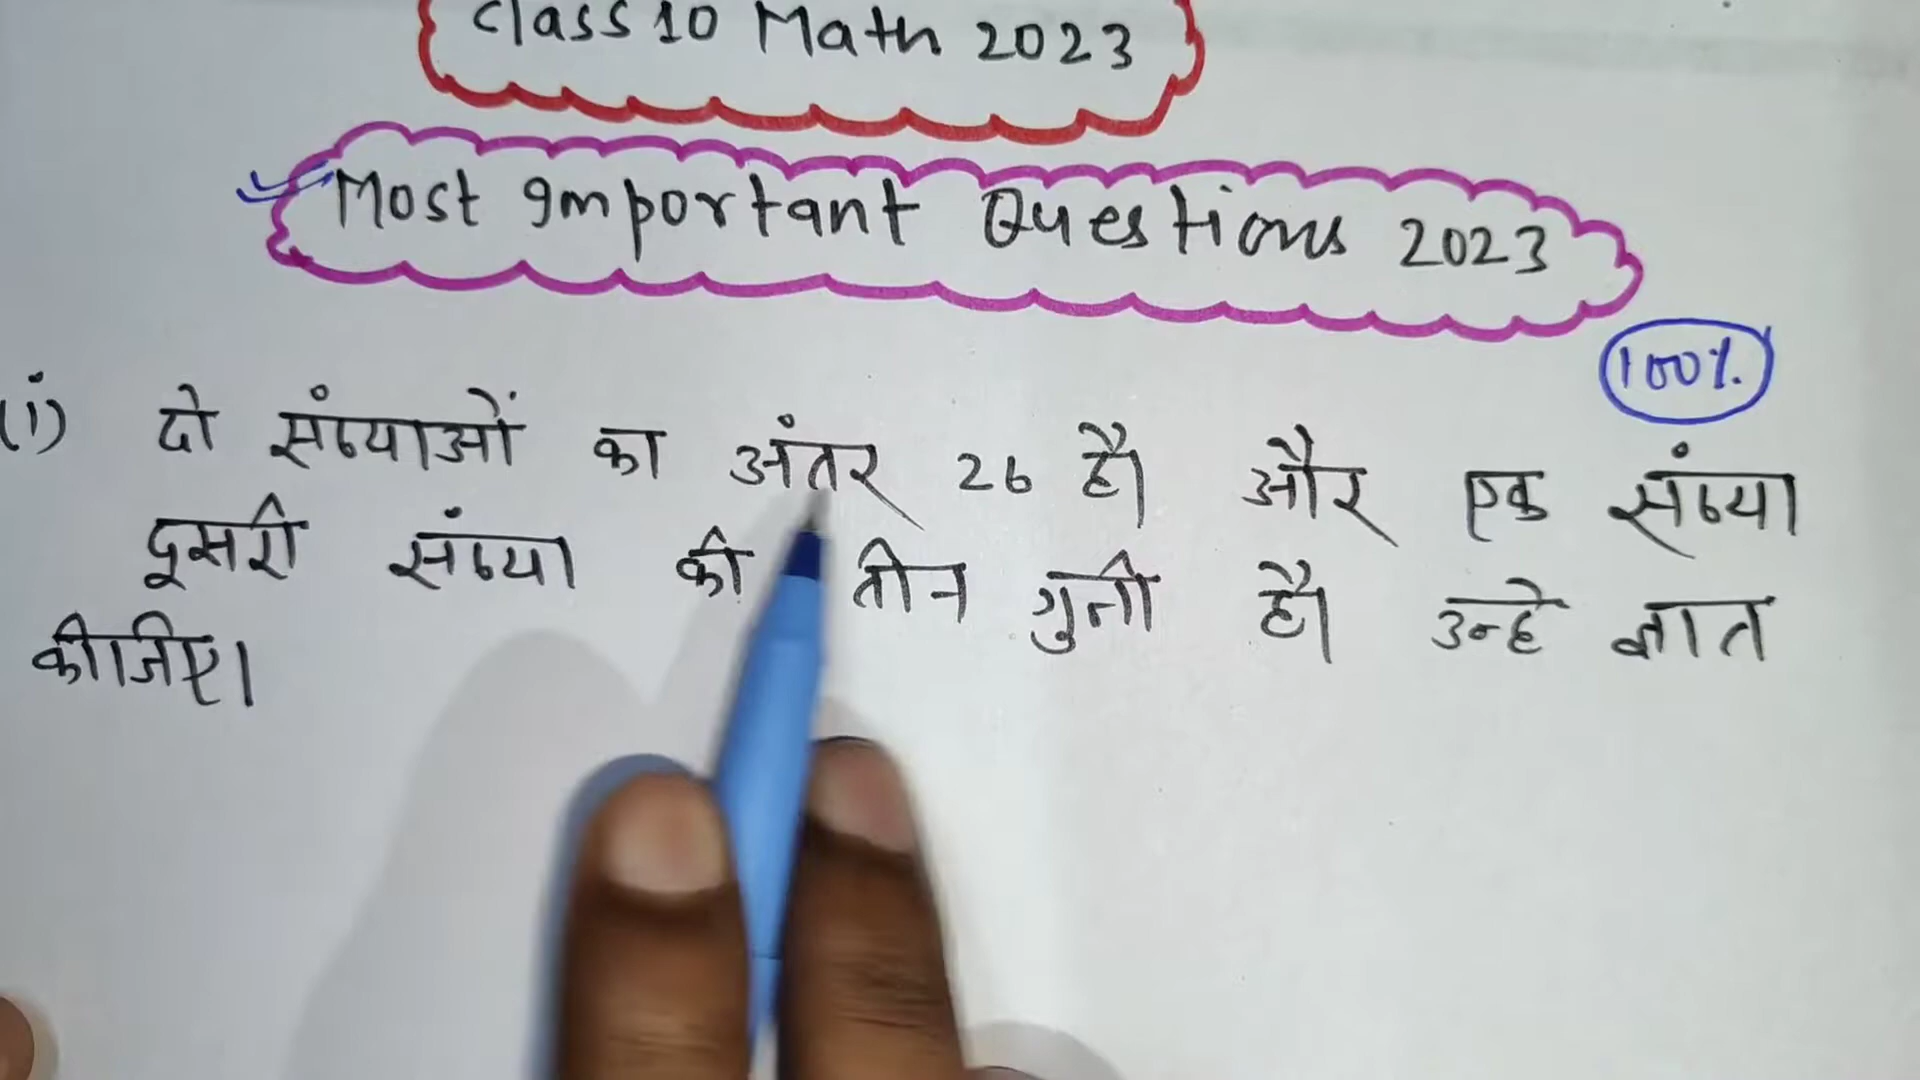 Class 10 Math 2023
Most Important Questions 2023
100%
(i) दो संख्याओं का अंतर 26 है। और एक संख्या
दूसरी संख्या की तीन गुनी है। उन्हे ज्ञात
कीजिए।